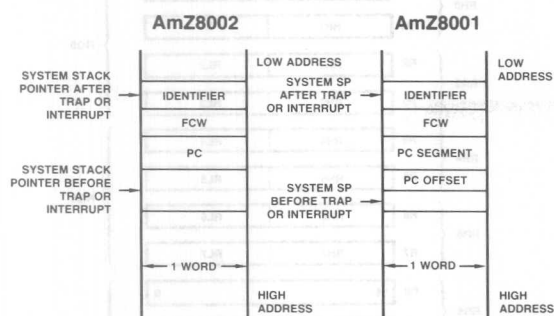 AmZ8002
AmZ8001
LOW ADDRESS
SYSTEM STACK
POINTER AFTER
TRAP OR
INTERRUPT
IDENTIFIER
FCW
PC
SYSTEM STACK
POINTER BEFORE
TRAP OR
INTERRUPT
1 WORD
HIGH
ADDRESS
LOW
ADDRESS
SYSTEM SP
AFTER TRAP
OR INTERRUPT
IDENTIFIER
FCW
PC SEGMENT
PC OFFSET
SYSTEM SP
BEFORE TRAP
OR INTERRUPT
1 WORD
HIGH
ADDRESS